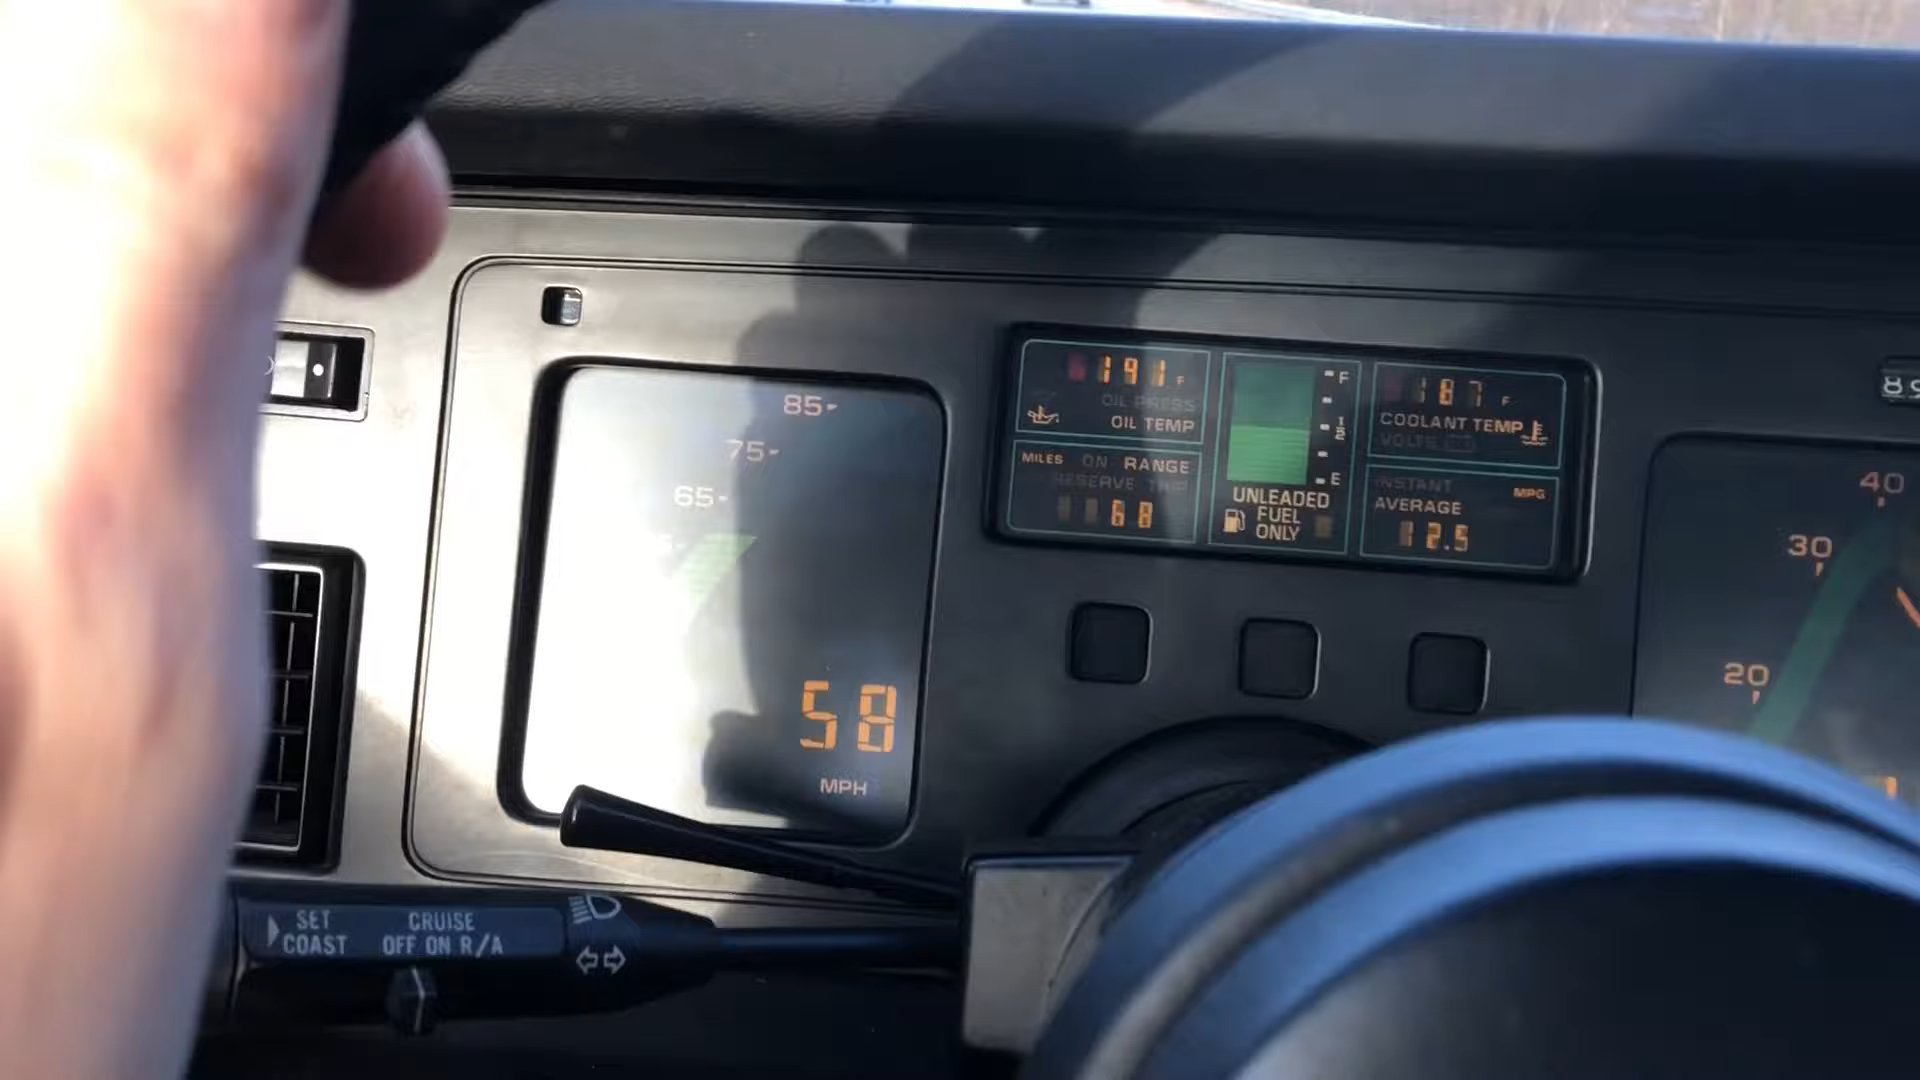 85
75
65
58
MPH
191 F
OIL PRESS
OIL TEMP
MILES ON RANGE
RESERVE TRIP
68
F
1/2
E
UNLEADED
FUEL
ONLY
187 F
COOLANT TEMP
VOLTS
INSTANT
AVERAGE MPG
12.5
89
40
30
20
SET
COAST
CRUISE
OFF ON R/A